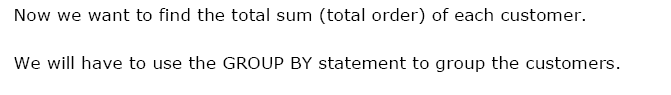 Now we want to find the total sum (total order) of each customer.
We will have to use the GROUP BY statement to group the customers.